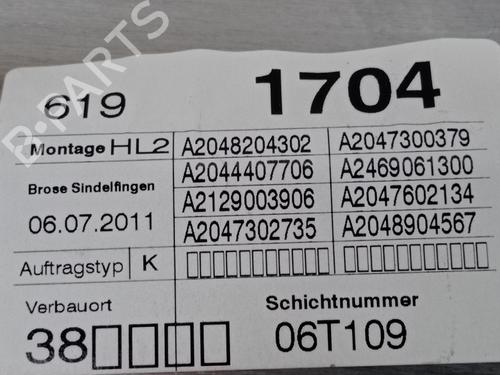 619 1704
Montage HL2 A2048204302 A2047300379
A2044407706 A2469061300
Brose Sindelfingen
06.07.2011
A2129003906 A2047602134
A2047302735 A2048904567
Auftragstyp K
Verbauort
38
Schichtnummer
06T109
B-PARTS